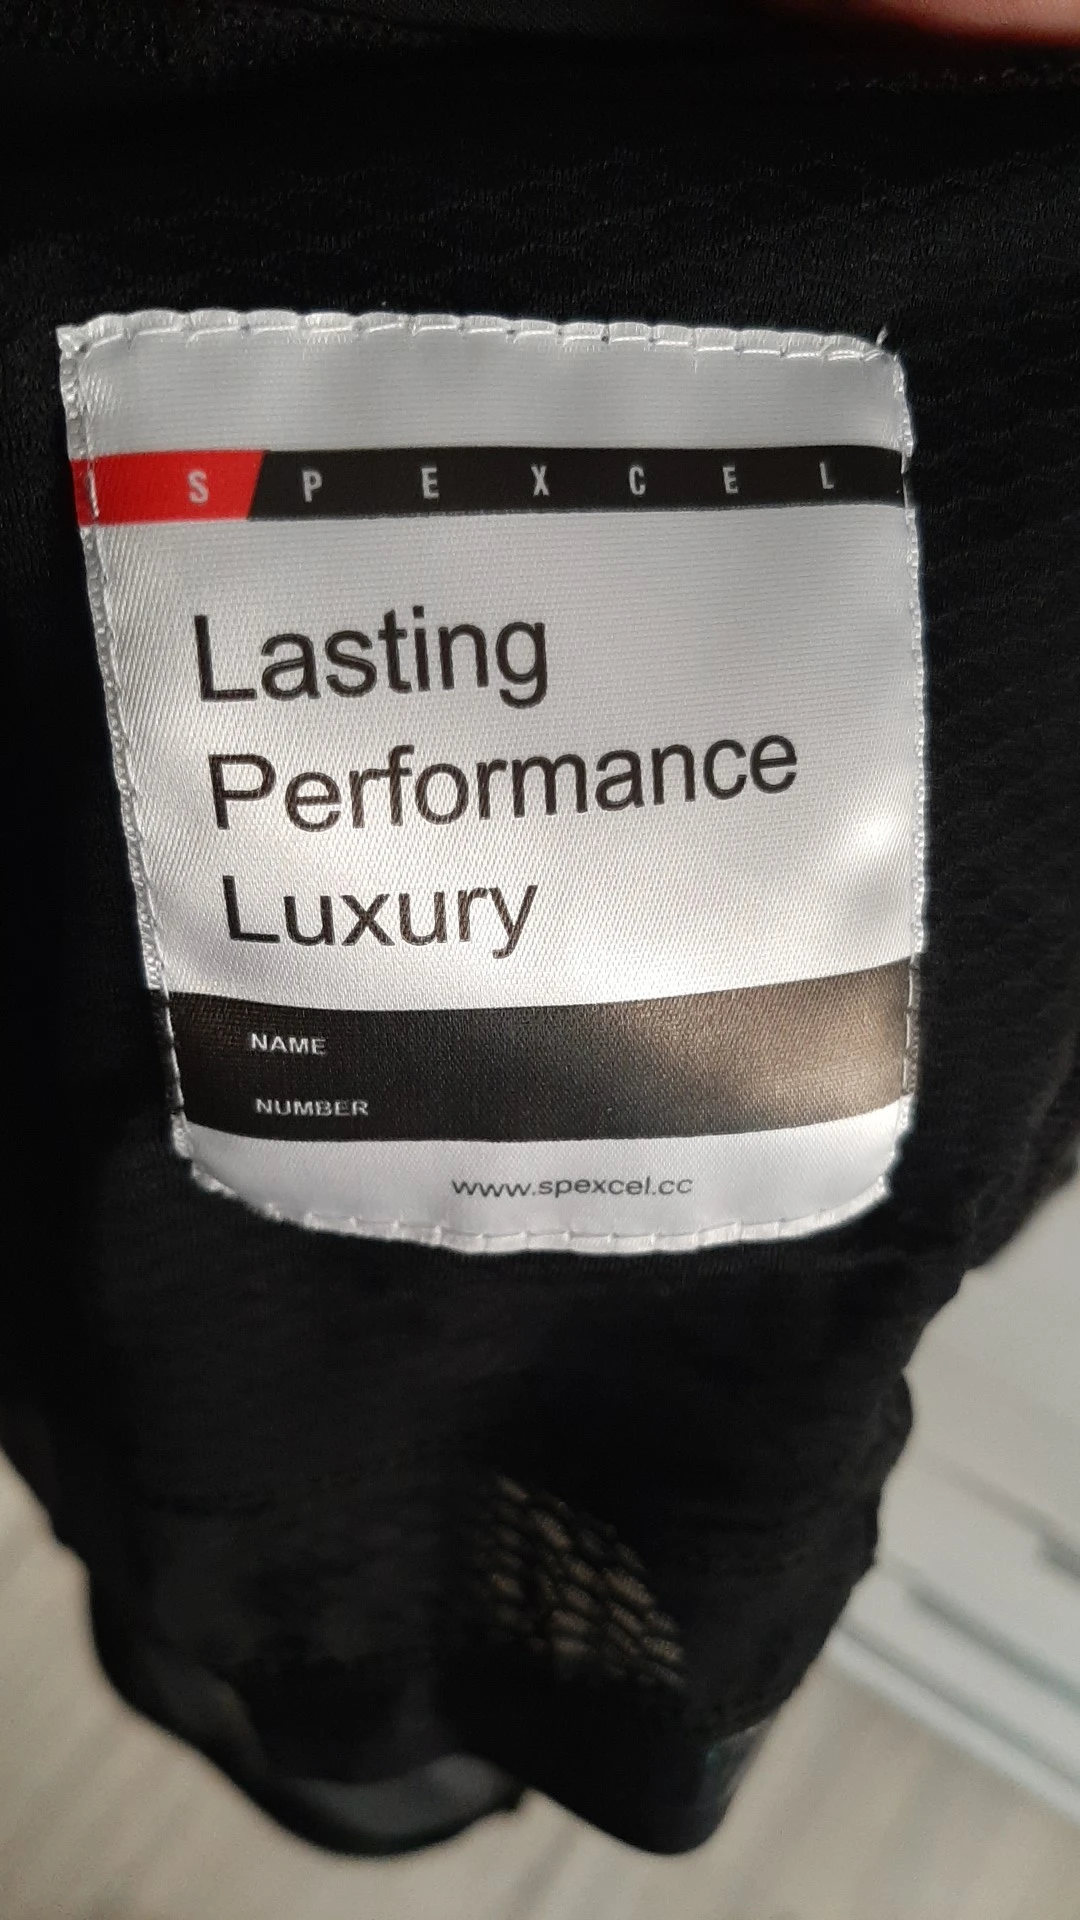 SPEXCEL
Lasting
Performance
Luxury
NAME
NUMBER
www.spexcel.cc